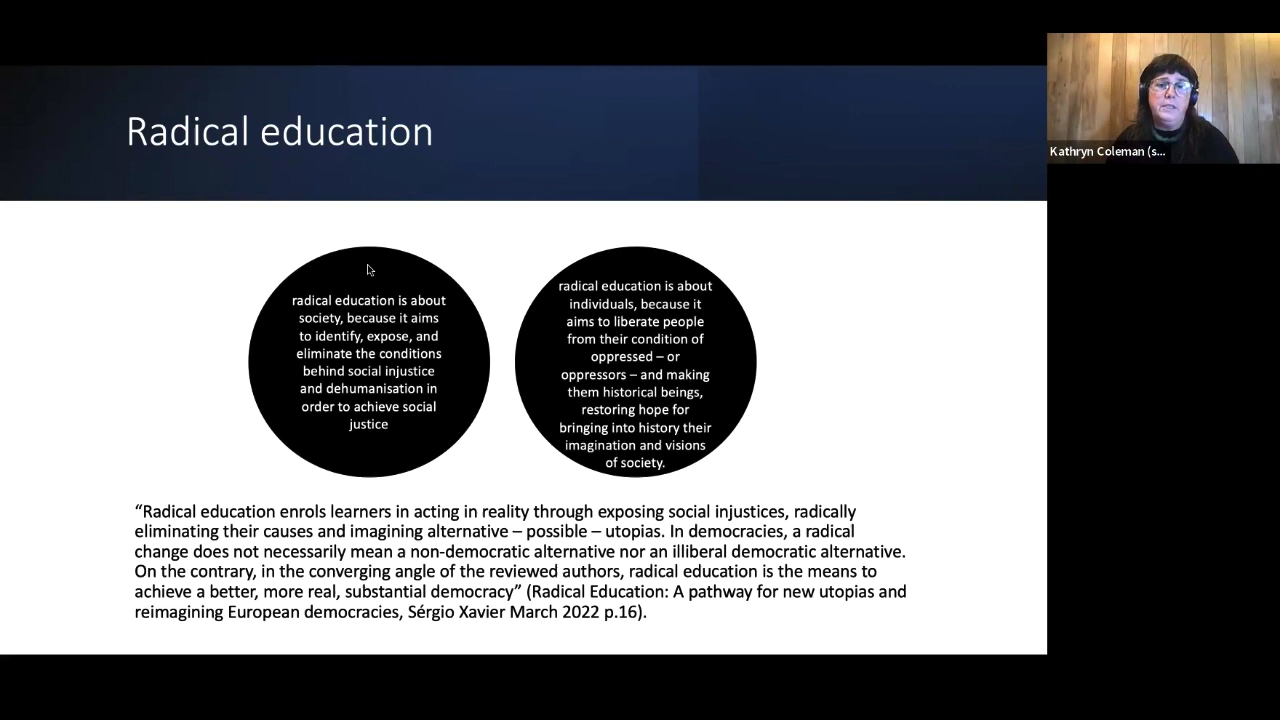 Radical education
radical education is about
society, because it aims
to identify, expose, and
eliminate the conditions
behind social injustice
and dehumanisation in
order to achieve social
justice
radical education is about
individuals, because it
aims to liberate people
from their condition of
oppressed – or
oppressors – and making
them historical beings,
restoring hope for
bringing into history their
imagination and visions
of society.
“Radical education enrols learners in acting in reality through exposing social injustices, radically
eliminating their causes and imagining alternative – possible – utopias. In democracies, a radical
change does not necessarily mean a non-democratic alternative nor an illiberal democratic alternative.
On the contrary, in the converging angle of the reviewed authors, radical education is the means to
achieve a better, more real, substantial democracy” (Radical Education: A pathway for new utopias and
reimagining European democracies, Sérgio Xavier March 2022 p.16).
Kathryn Coleman (s...